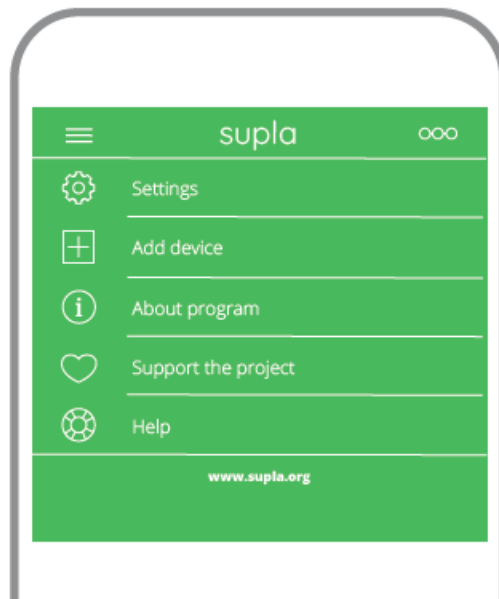 supla
Settings
Add device
About program
Support the project
Help
www.supla.org